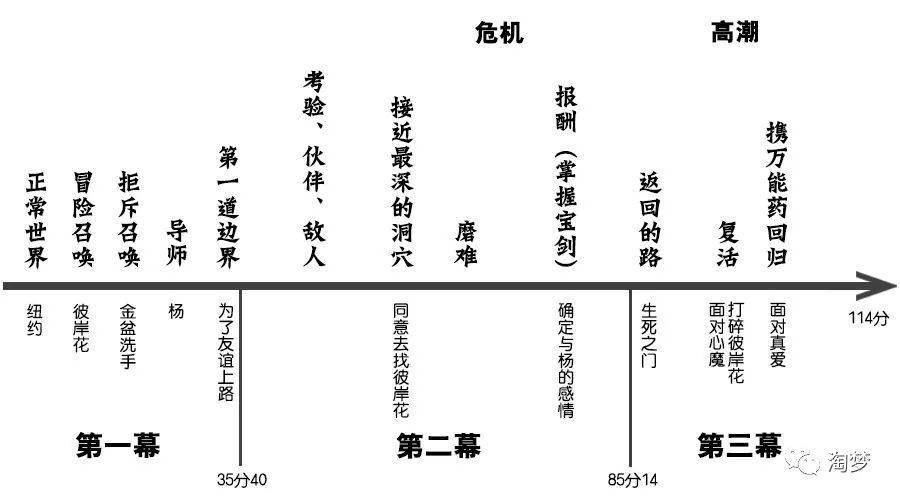 危机
高潮
正常世界
冒险召唤
拒斥召唤
导师
第一道边界
考验、伙伴、敌人
接近最深的洞穴
磨难
报酬（掌握宝剑）
返回的路
复活
携万能药回归
纽约
彼岸花
金盆洗手
杨
为了友谊上路
同意去找彼岸花
确定与杨的感情
生死之门
打碎彼岸花
面对心魔
面对真爱
114分
第一幕
第二幕
第三幕
35分40
85分14
淘梦